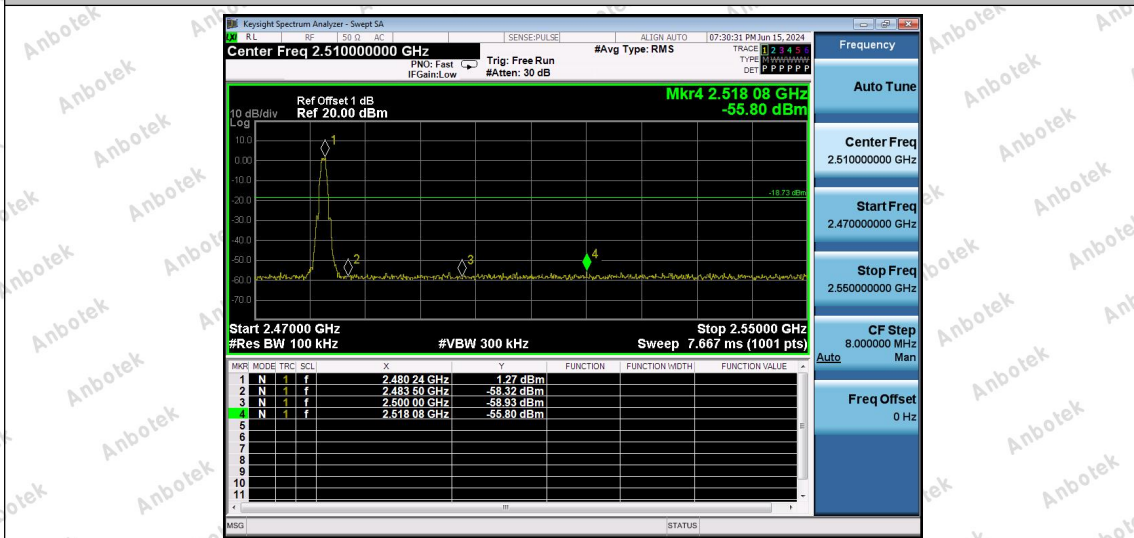 Keysight Spectrum Analyzer - Swept SA
RL RF 50 Ω AC SENSE:PULSE ALIGN AUTO 07:30:31 PM Jun 15, 2024
Center Freq 2.510000000 GHz
PNO: Fast
IFGain:Low
Trig: Free Run
#Atten: 30 dB
#Avg Type: RMS
TRACE 1 2 3 4 5 6
TYPE M WWWWW
DET P P P P P P
Frequency
Auto Tune
Center Freq
2.510000000 GHz
Start Freq
2.470000000 GHz
Stop Freq
2.550000000 GHz
CF Step
8.000000 MHz
Auto Man
Freq Offset
0 Hz
Mkr4 2.518 08 GHz
-55.80 dBm
Ref Offset 1 dB
10 dB/div Ref 20.00 dBm
Log
10.0
0.00
-10.0
-20.0
-30.0
-40.0
-50.0
-60.0
-70.0
1
2
3
4
-18.73 dBm
Start 2.47000 GHz Stop 2.55000 GHz
#Res BW 100 kHz #VBW 300 kHz Sweep 7.667 ms (1001 pts)
MKR MODE TRC SCL X Y FUNCTION FUNCTION WIDTH FUNCTION VALUE
1 N 1 f 2.480 24 GHz 1.27 dBm
2 N 1 f 2.483 50 GHz -58.32 dBm
3 N 1 f 2.500 00 GHz -58.93 dBm
4 N 1 f 2.518 08 GHz -55.80 dBm
5
6
7
8
9
10
11
MSG STATUS
Anbotek